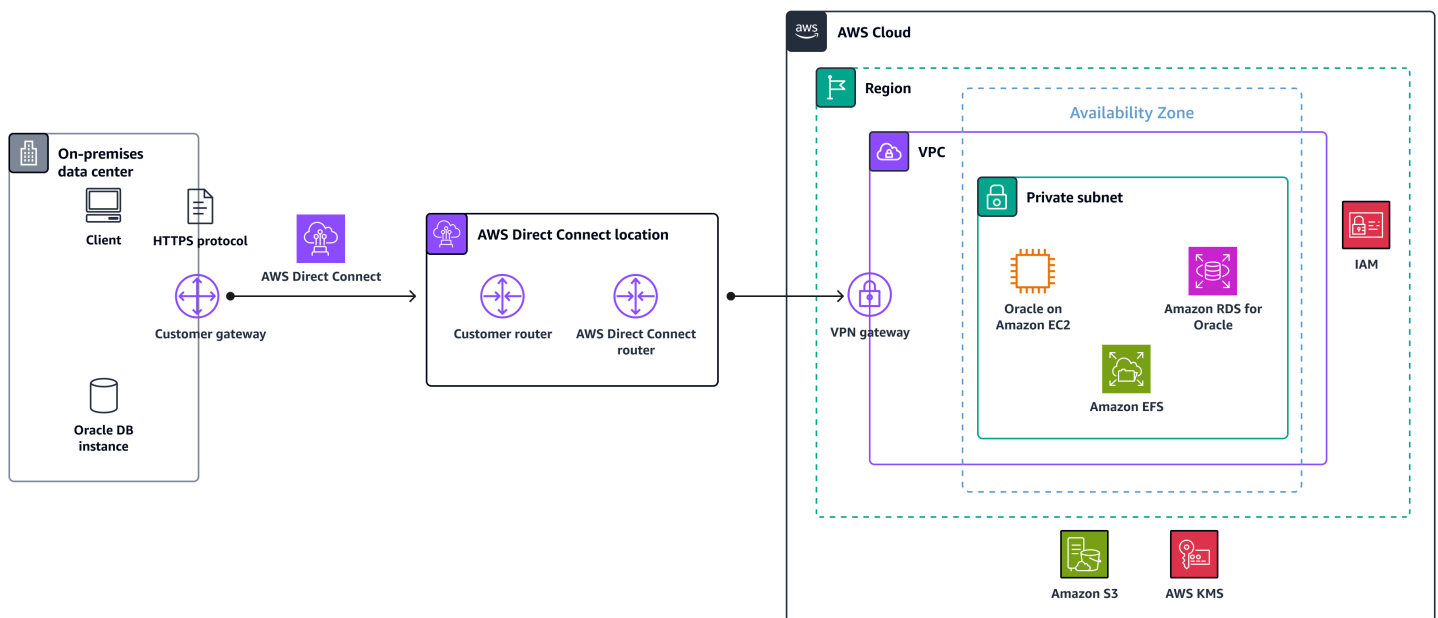 aws
AWS Cloud
Region
Availability Zone
On-premises
data center
VPC
Private subnet
Client
HTTPS protocol
AWS Direct Connect
AWS Direct Connect location
IAM
Customer gateway
Customer router
AWS Direct Connect
router
VPN gateway
Oracle on
Amazon EC2
Amazon RDS for
Oracle
Amazon EFS
Oracle DB
instance
Amazon S3
AWS KMS